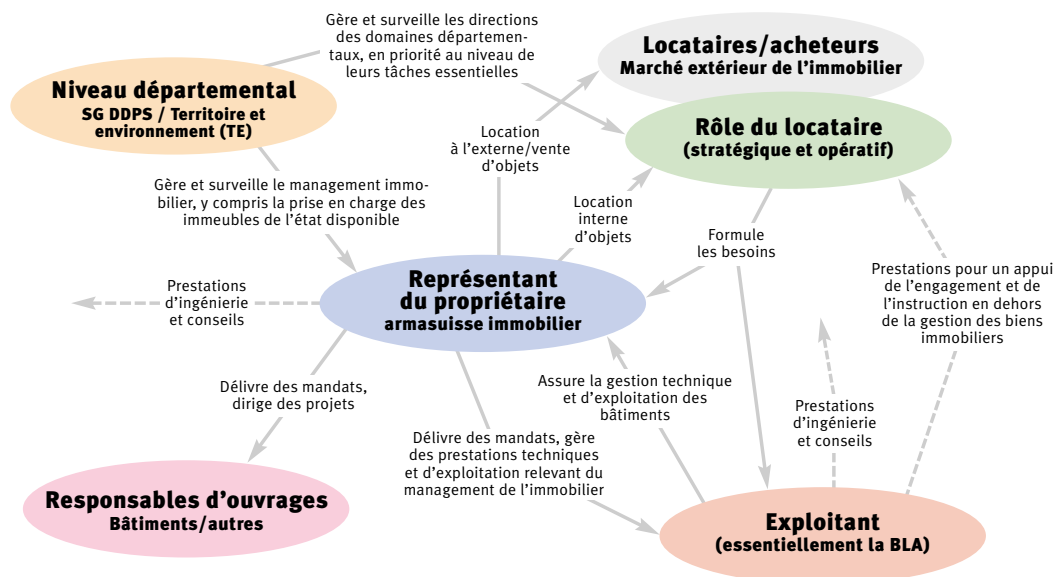 Gère et surveille les directions
des domaines départemen-
taux, en priorité au niveau de
leurs tâches essentielles
Locataires/acheteurs
Marché extérieur de l'immobilier
Niveau départemental
SG DDPS / Territoire et
environnement (TE)
Rôle du locataire
(stratégique et opératif)
Location
à l'externe/vente
d'objets
Gère et surveille le management immo-
bilier, y compris la prise en charge des
immeubles de l'état disponible
Location
interne
d'objets
Formule
les besoins
Prestations pour un appui
de l'engagement et de
l'instruction en dehors
de la gestion des biens
immobiliers
Représentant
du propriétaire
armasuisse immobilier
Prestations
d'ingénierie
et conseils
Délivre des mandats,
dirige des projets
Assure la gestion technique
et d'exploitation des
bâtiments
Prestations
d'ingénierie
et conseils
Délivre des mandats, gère
des prestations techniques
et d'exploitation relevant du
management de l'immobilier
Responsables d'ouvrages
Bâtiments/autres
Exploitant
(essentiellement la BLA)